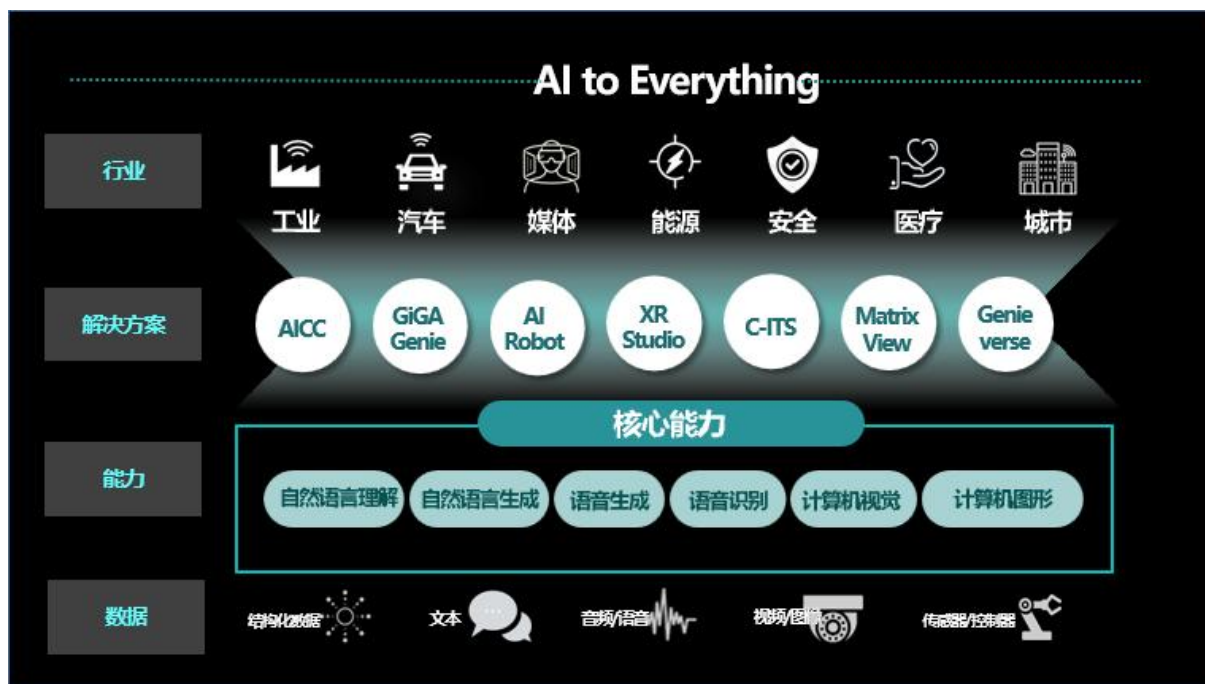 AI to Everything
行业
工业 汽车 媒体 能源 安全 医疗 城市
解决方案
AICC
GiGA
Genie
AI
Robot
XR
Studio
C-ITS
Matrix
View
Genie
verse
核心能力
能力
自然语言理解 自然语言生成 语音生成 语音识别 计算机视觉 计算机图形
数据
结构化数据 文本 音频/语音 视频/图像 传感器/控制器